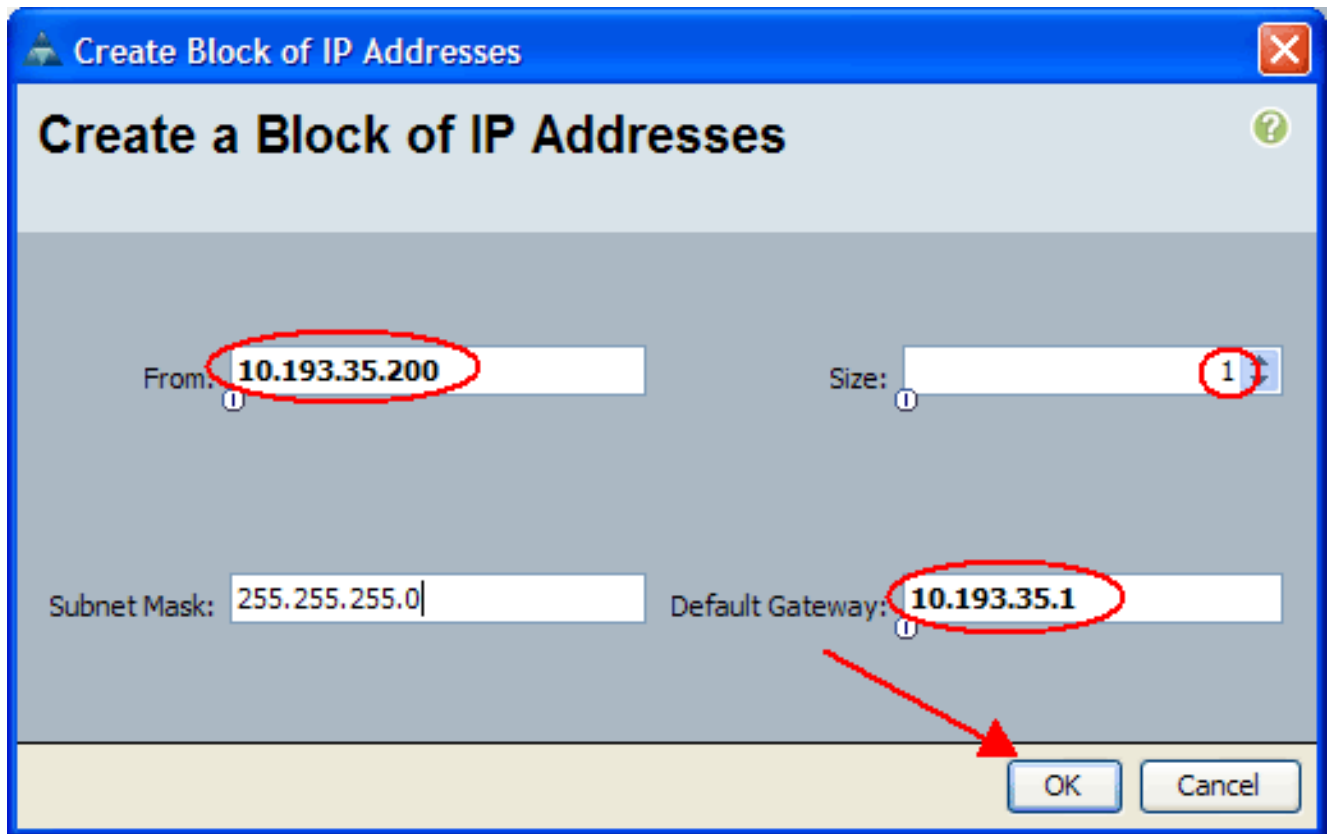 Create Block of IP Addresses
Create a Block of IP Addresses
From: 10.193.35.200 Size: 1
Subnet Mask: 255.255.255.0 Default Gateway: 10.193.35.1
OK Cancel